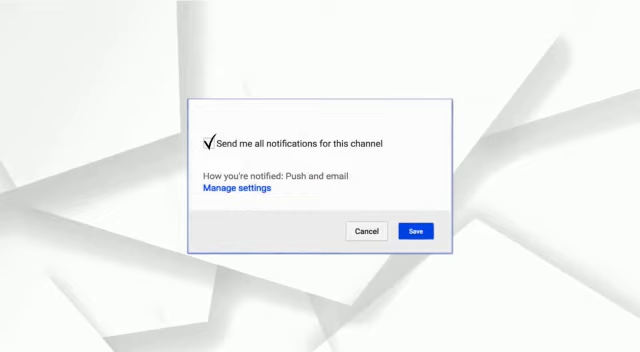 Send me all notifications for this channel
How you're notified: Push and email
Manage settings
Cancel
Save